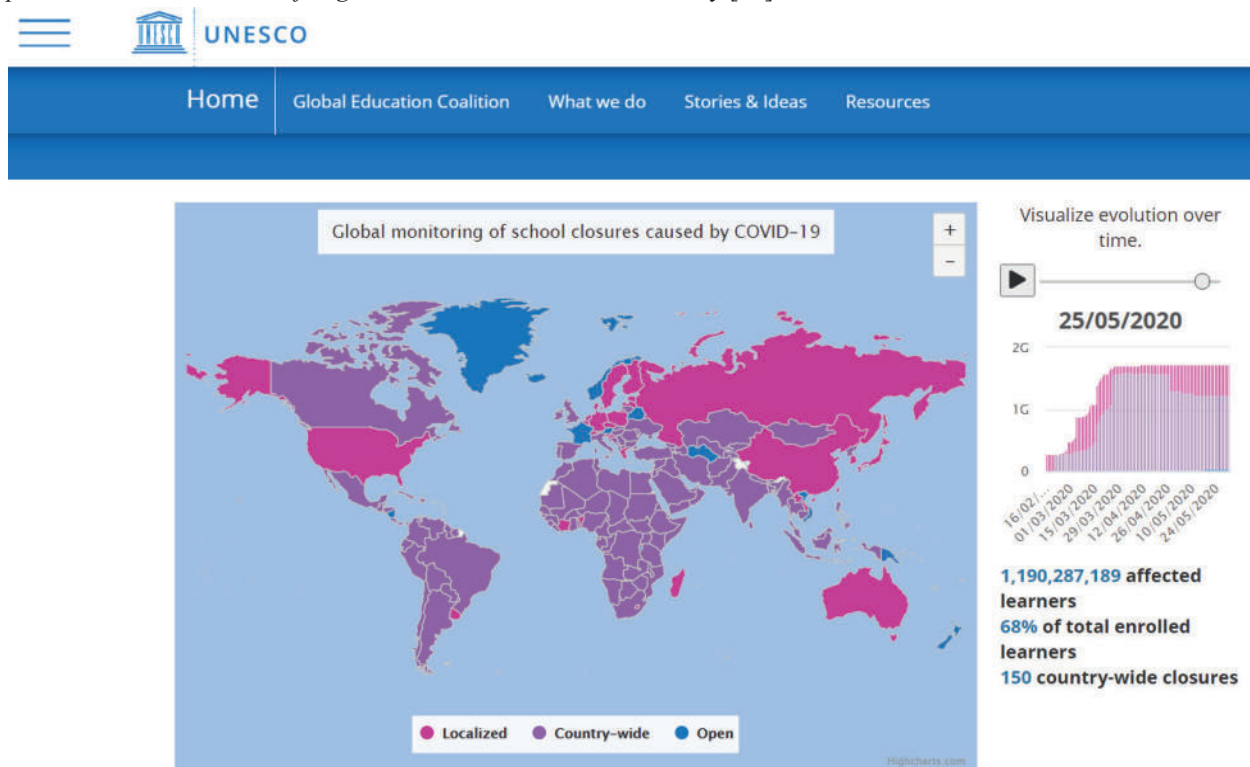 UNESCO
Home
Global Education Coalition
What we do
Stories & Ideas
Resources
Global monitoring of school closures caused by COVID-19
+
−
Visualize evolution over
time.
25/05/2020
2G
1G
0
16/02/...
01/03/2020
15/03/2020
29/03/2020
12/04/2020
26/04/2020
10/05/2020
24/05/2020
1,190,287,189 affected
learners
68% of total enrolled
learners
150 country-wide closures
Localized
Country-wide
Open
Highcharts.com